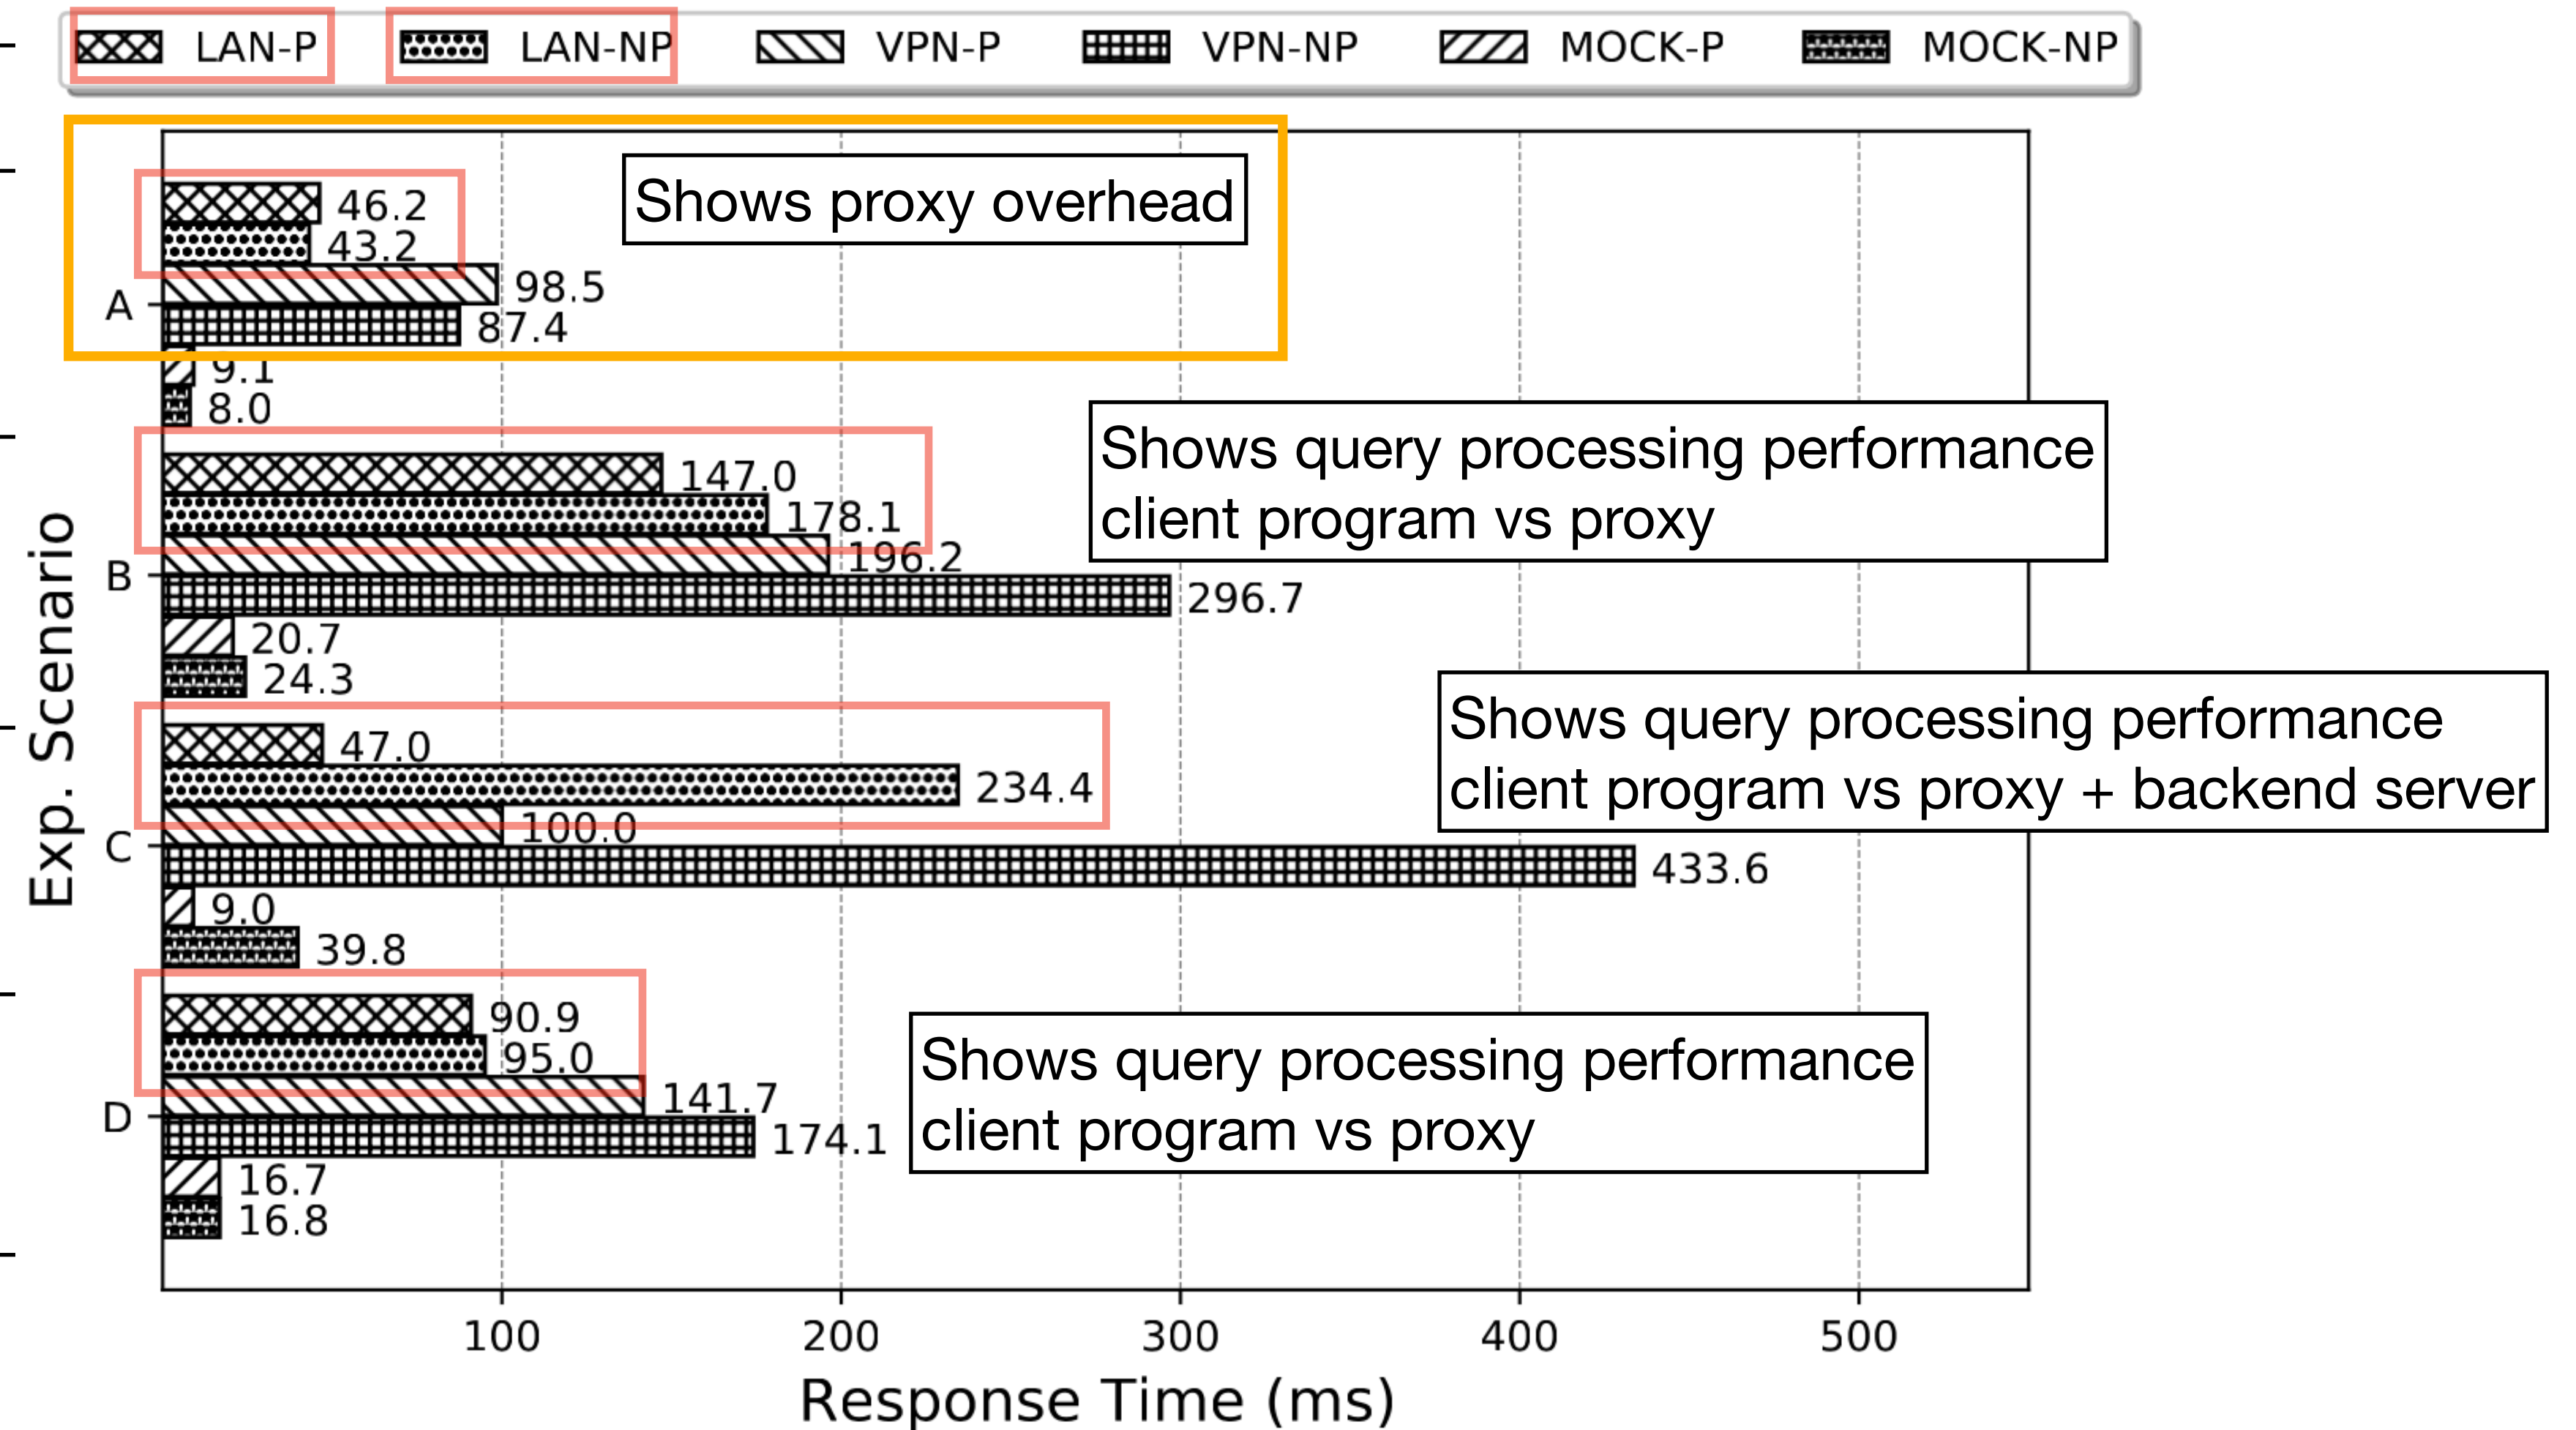 LAN-P LAN-NP VPN-P VPN-NP MOCK-P MOCK-NP
Shows proxy overhead
46.2
43.2
98.5
A
87.4
9.1
8.0
Shows query processing performance
client program vs proxy
147.0
178.1
196.2
B
296.7
20.7
24.3
Shows query processing performance
client program vs proxy + backend server
47.0
234.4
100.0
C
433.6
9.0
39.8
Shows query processing performance
client program vs proxy
90.9
95.0
141.7
D
174.1
16.7
16.8
Exp. Scenario
100 200 300 400 500
Response Time (ms)